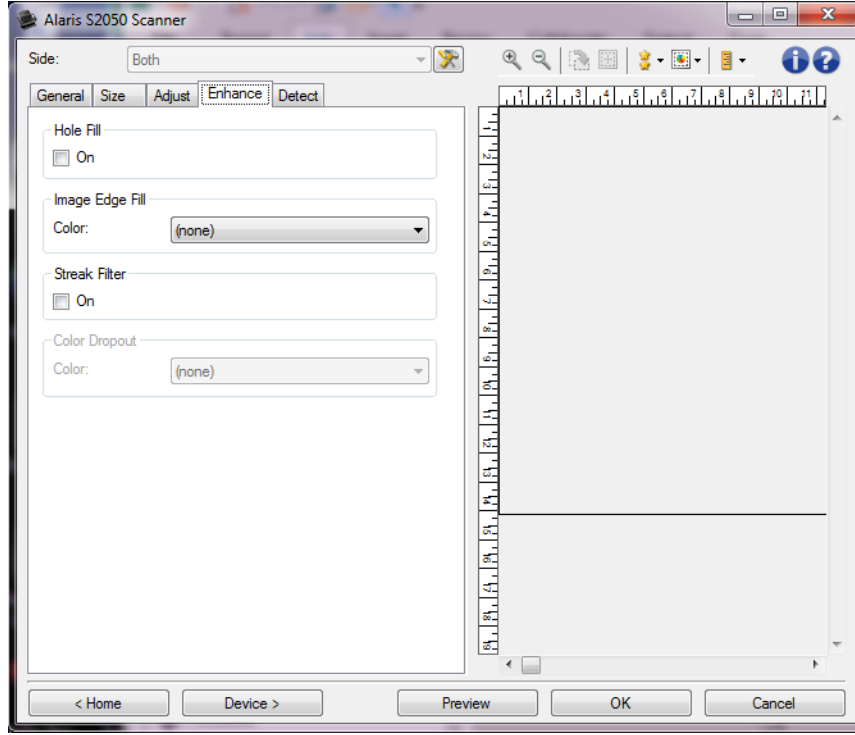 Alaris S2050 Scanner
Side: Both
General Size Adjust Enhance Detect
Hole Fill
On
Image Edge Fill
Color: (none)
Streak Filter
On
Color Dropout
Color: (none)
1 2 3 4 5 6 7 8 9 10 11
1
2
3
4
5
6
7
8
9
10
11
12
13
14
15
16
17
18
19
< Home Device > Preview OK Cancel